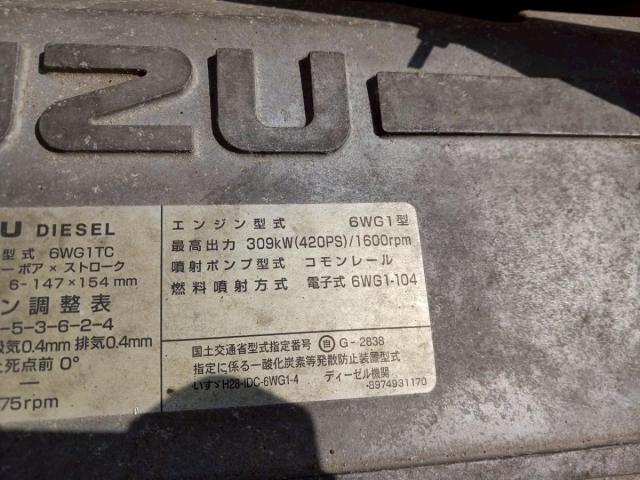 UZU
U DIESEL
型式 6WG1TC
ーボア×ストローク
6-147×154mm
ン調整表
-5-3-6-2-4
吸気0.4mm 排気0.4mm
死点前 0°
—
75rpm
エンジン型式 6WG1型
最高出力 309kW(420PS)/1600rpm
噴射ポンプ型式 コモンレール
燃料噴射方式 電子式 6WG1-104
国土交通省型式指定番号 自 G-2838
指定に係る一酸化炭素等発散防止装置型式
いすゞH28-IDC-6WG1-4 ディーゼル機関
8974931170